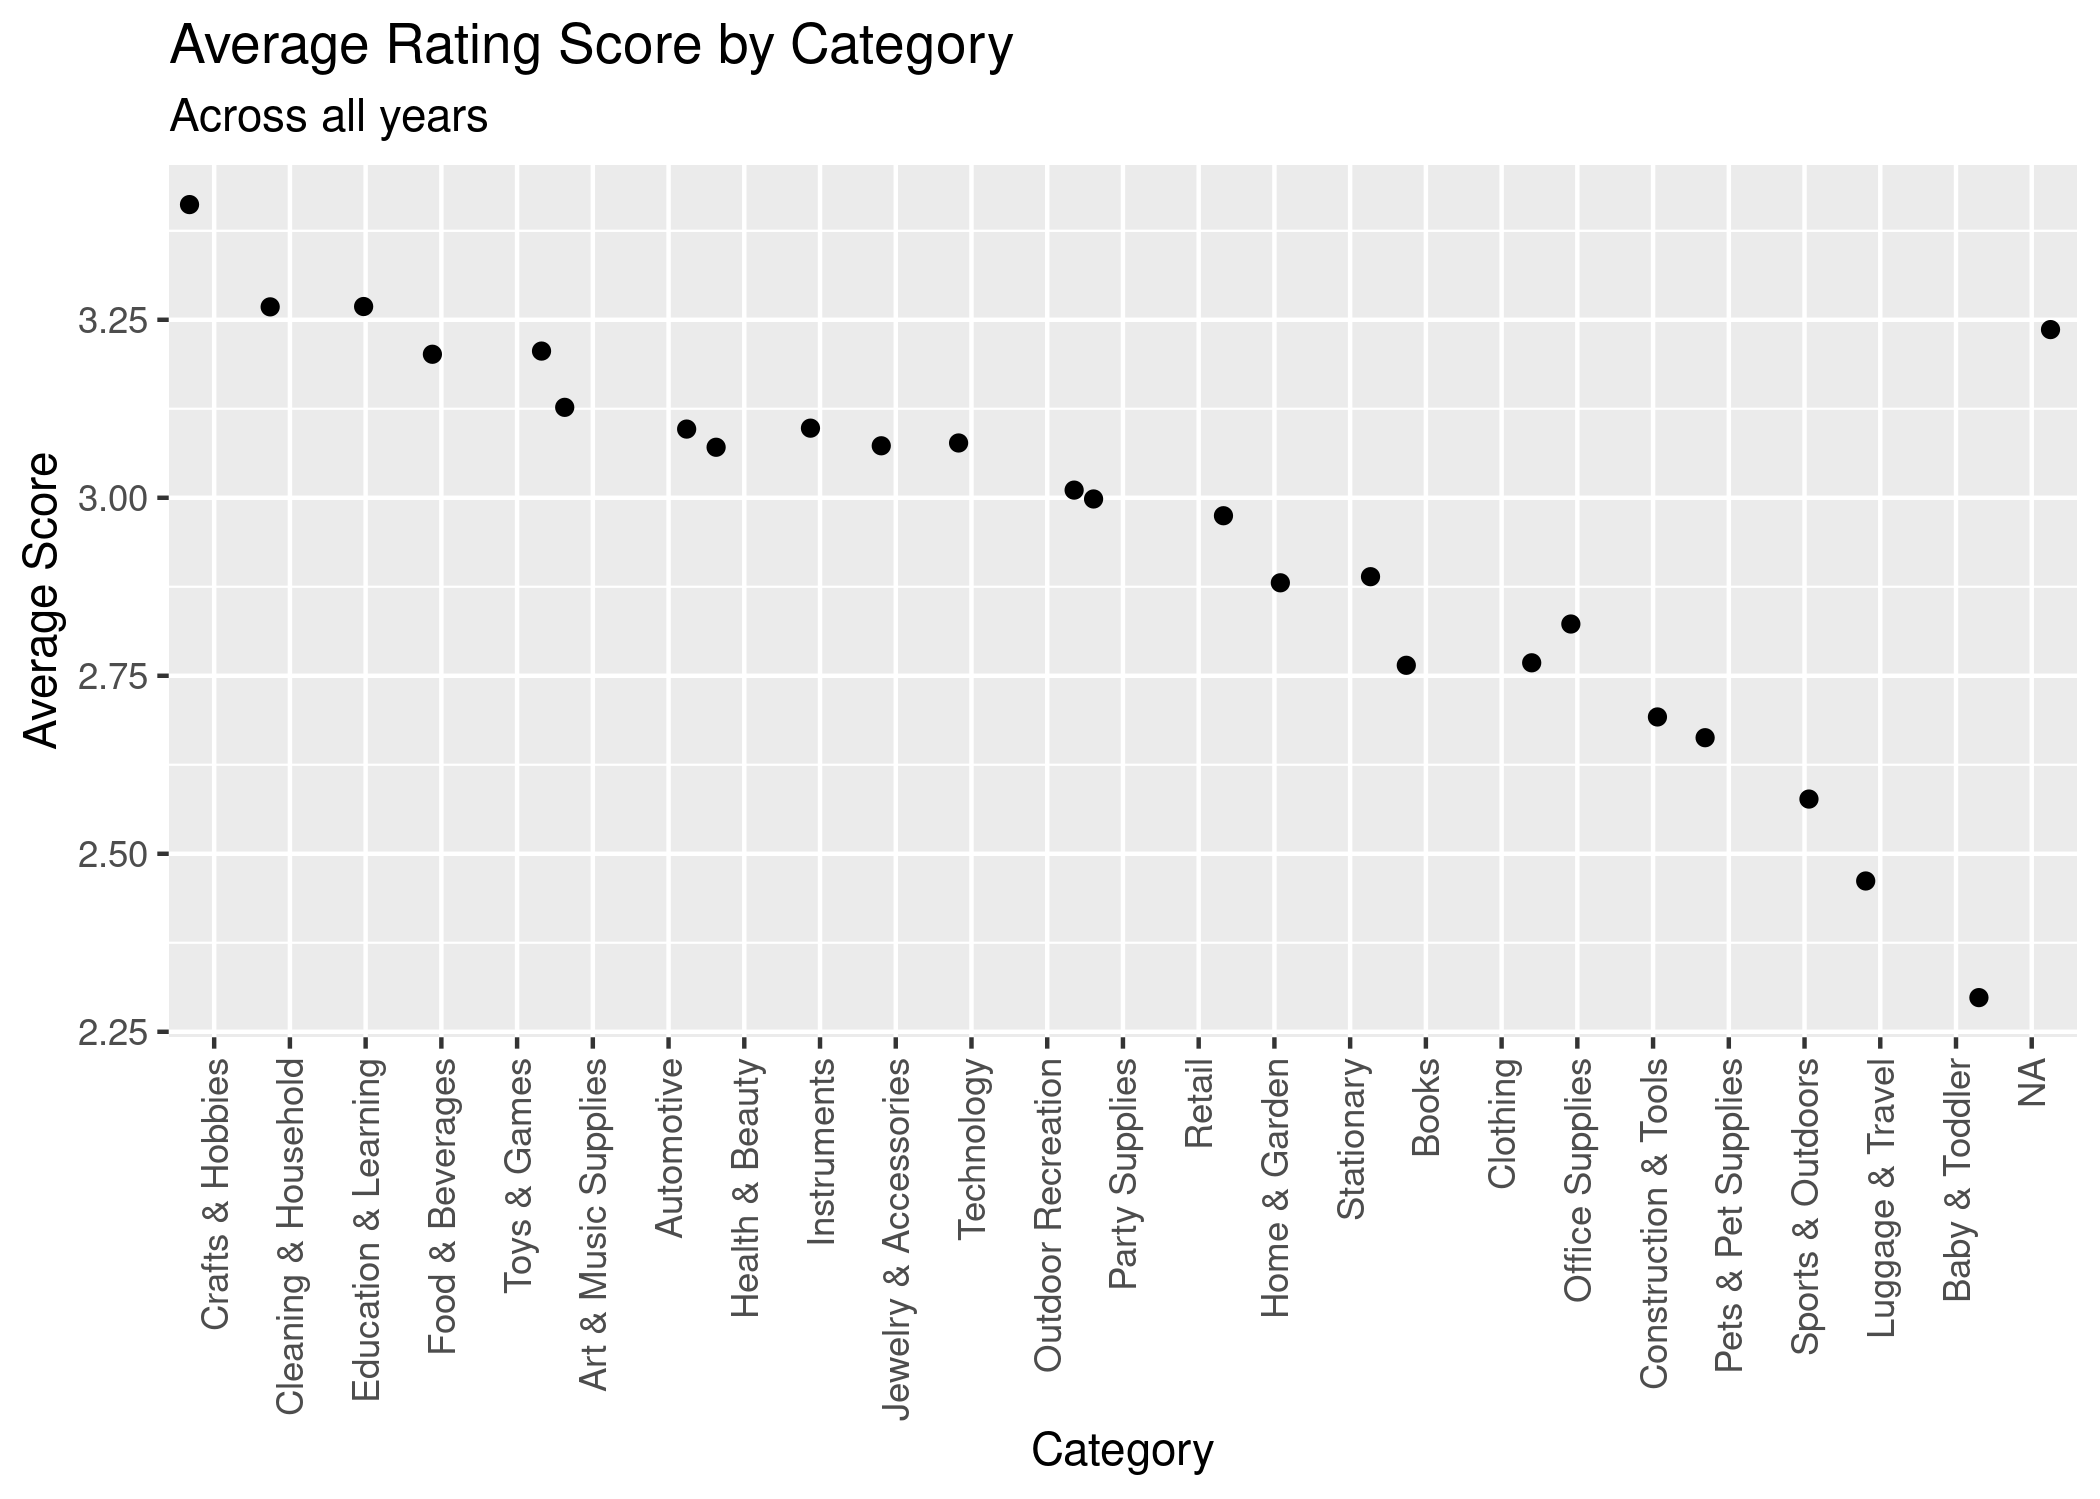 Average Rating Score by Category
Across all years
Average Score
3.25
3.00
2.75
2.50
2.25
Crafts & Hobbies
Cleaning & Household
Education & Learning
Food & Beverages
Toys & Games
Art & Music Supplies
Automotive
Health & Beauty
Instruments
Jewelry & Accessories
Technology
Outdoor Recreation
Party Supplies
Retail
Home & Garden
Stationary
Books
Clothing
Office Supplies
Construction & Tools
Pets & Pet Supplies
Sports & Outdoors
Luggage & Travel
Baby & Toddler
NA
Category